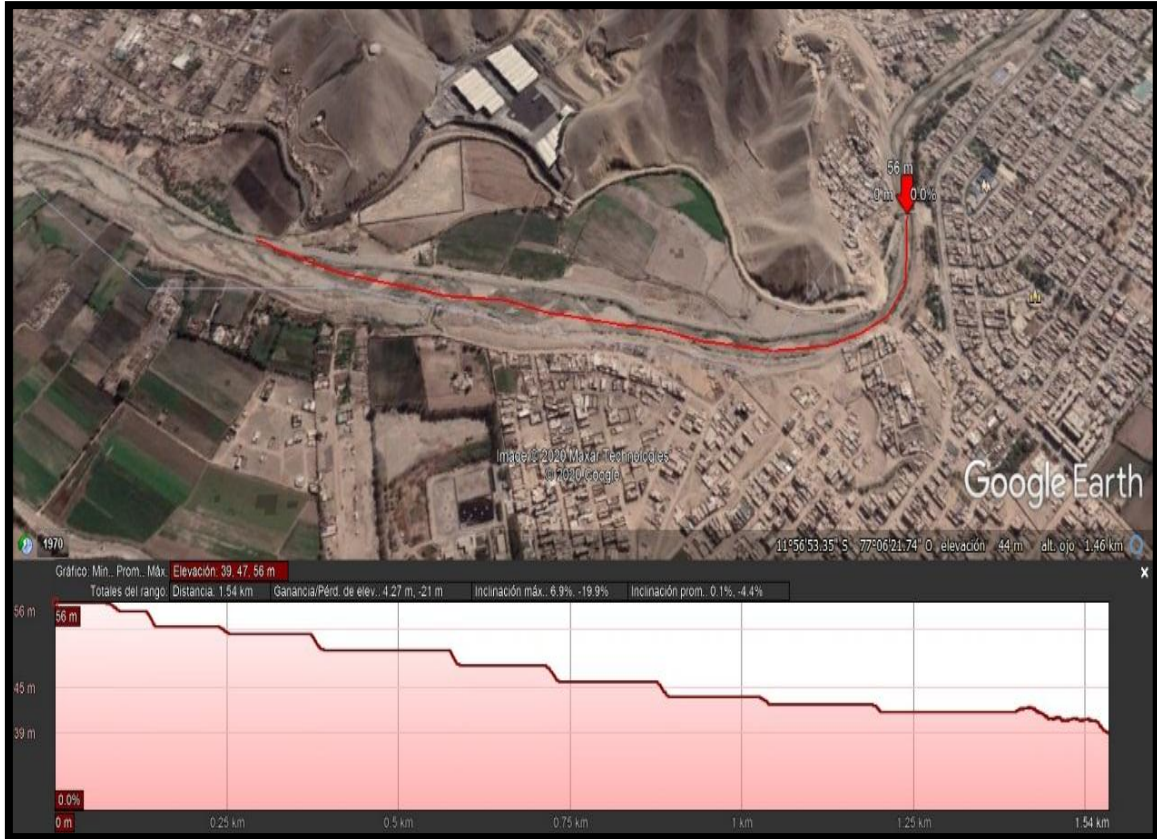 56 m
0 m 0.0%
Image © 2020 Maxar Technologies
© 2020 Google
Google Earth
1970
11°56'53.35" S 77°06'21.74" O elevación 44 m alt. ojo 1.46 km
Gráfico: Mín.. Prom.. Máx. Elevación: 39, 47, 56 m
Totales del rango: Distancia: 1.54 km Ganancia/Pérd. de elev.: 4.27 m, -21 m Inclinación máx.. 6.9%, -19.9% Inclinación prom.. 0.1%, -4.4%
56 m
56 m
45 m
39 m
0.0%
0 m 0.25 km 0.5 km 0.75 km 1 km 1.25 km 1.54 km